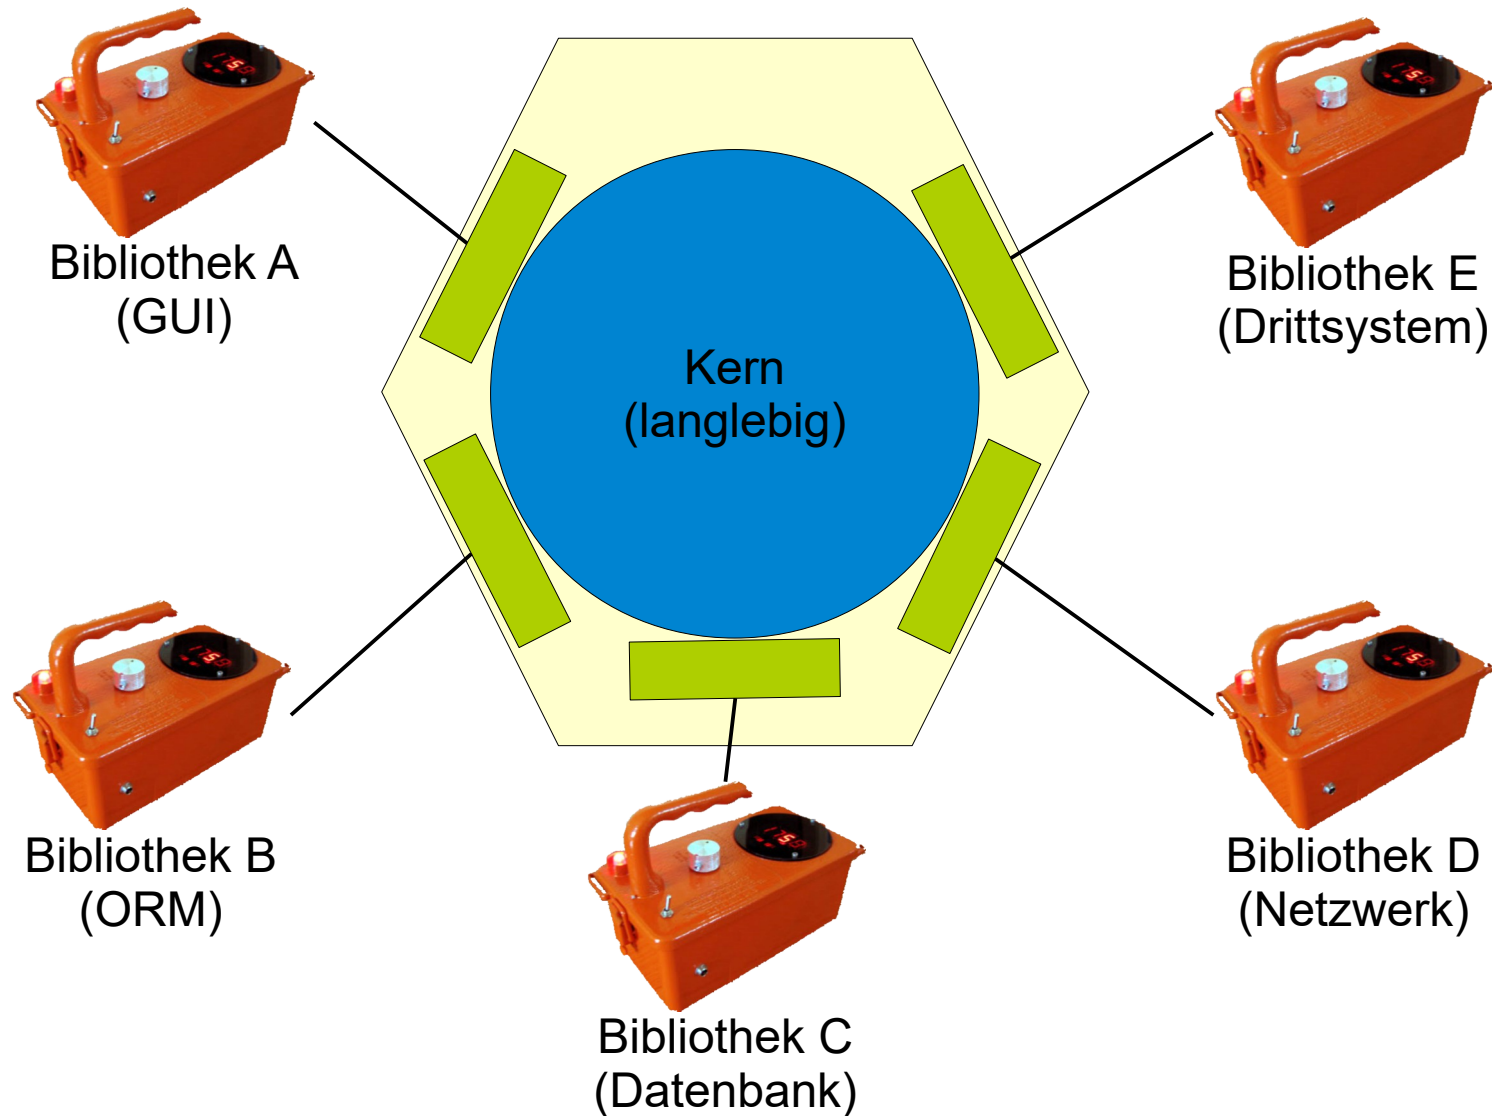 Bibliothek A
(GUI)
Bibliothek E
(Drittsystem)
Kern
(langlebig)
Bibliothek B
(ORM)
Bibliothek D
(Netzwerk)
Bibliothek C
(Datenbank)